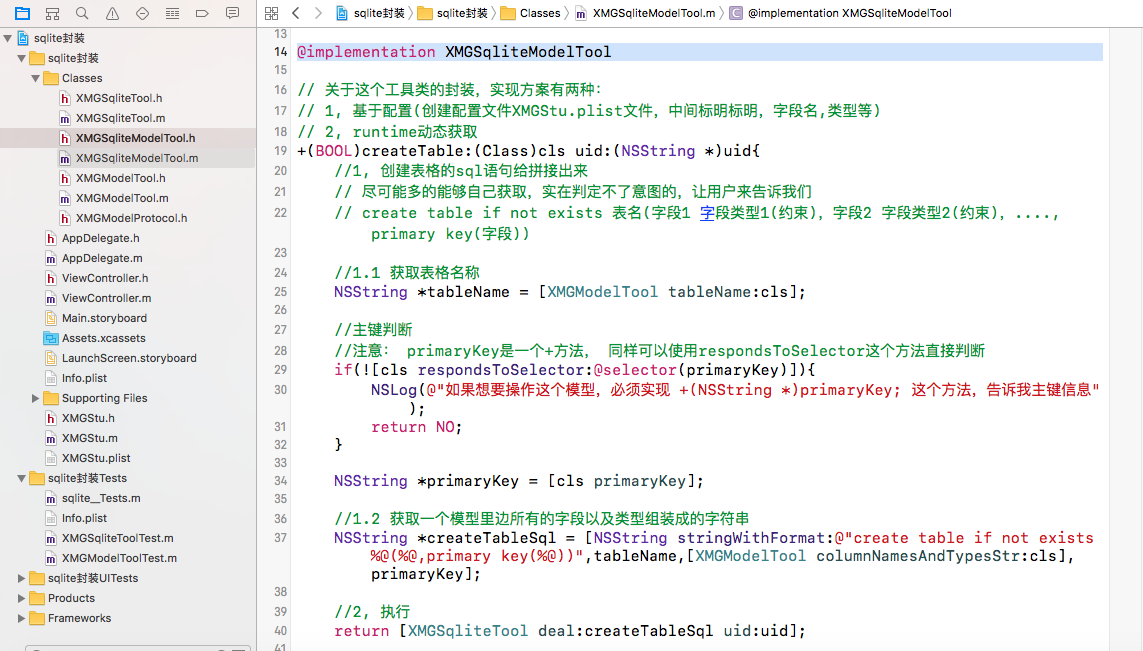 sqlite封装 〉 sqlite封装 〉 Classes 〉 m XMGSqliteModelTool.m 〉 C @implementation XMGSqliteModelTool
sqlite封装
sqlite封装
Classes
h XMGSqliteTool.h
m XMGSqliteTool.m
h XMGSqliteModelTool.h
m XMGSqliteModelTool.m
h XMGModelTool.h
m XMGModelTool.m
h XMGModelProtocol.h
h AppDelegate.h
m AppDelegate.m
h ViewController.h
m ViewController.m
Main.storyboard
Assets.xcassets
LaunchScreen.storyboard
Info.plist
Supporting Files
h XMGStu.h
m XMGStu.m
XMGStu.plist
sqlite封装Tests
m sqlite__Tests.m
Info.plist
m XMGSqliteToolTest.m
m XMGModelToolTest.m
sqlite封装UITests
Products
Frameworks
13
14 @implementation XMGSqliteModelTool
15
16 // 关于这个工具类的封装，实现方案有两种：
17 // 1, 基于配置(创建配置文件XMGStu.plist文件，中间标明标明，字段名,类型等)
18 // 2, runtime动态获取
19 +(BOOL)createTable:(Class)cls uid:(NSString *)uid{
20 //1, 创建表格的sql语句给拼接出来
21 // 尽可能多的能够自己获取，实在判定不了意图的，让用户来告诉我们
22 // create table if not exists 表名(字段1 字段类型1(约束)，字段2 字段类型2(约束)，....,
primary key(字段))
23
24 //1.1 获取表格名称
25 NSString *tableName = [XMGModelTool tableName:cls];
26
27 //主键判断
28 //注意： primaryKey是一个+方法， 同样可以使用respondsToSelector这个方法直接判断
29 if(![cls respondsToSelector:@selector(primaryKey)]){
30 NSLog(@"如果想要操作这个模型，必须实现 +(NSString *)primaryKey; 这个方法，告诉我主键信息"
);
31 return NO;
32 }
33
34 NSString *primaryKey = [cls primaryKey];
35
36 //1.2 获取一个模型里边所有的字段以及类型组装成的字符串
37 NSString *createTableSql = [NSString stringWithFormat:@"create table if not exists
%@(%@,primary key(%@))",tableName,[XMGModelTool columnNamesAndTypesStr:cls],
primaryKey];
38
39 //2, 执行
40 return [XMGSqliteTool deal:createTableSql uid:uid];
41